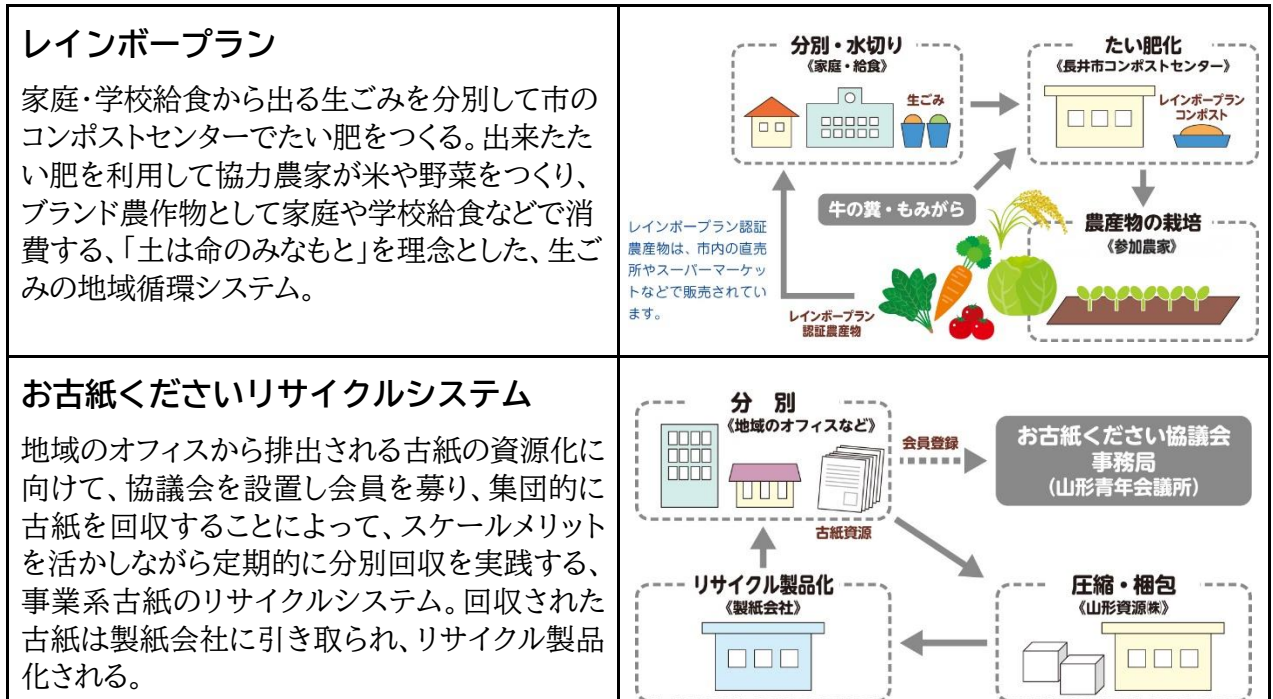 レインボープラン
家庭・学校給食から出る生ごみを分別して市の
コンポストセンターでたい肥をつくる。出来たた
い肥を利用して協力農家が米や野菜をつくり、
ブランド農作物として家庭や学校給食などで消
費する、「土は命のみなもと」を理念とした、生ご
みの地域循環システム。
分別・水切り
《家庭・給食》
生ごみ
たい肥化
《長井市コンポストセンター》
レインボープラン
コンポスト
牛の糞・もみがら
農産物の栽培
《参加農家》
レインボープラン認証
農産物は、市内の直売
所やスーパーマーケッ
トなどで販売されてい
ます。
レインボープラン
認証農産物
お古紙くださいリサイクルシステム
地域のオフィスから排出される古紙の資源化に
向けて、協議会を設置し会員を募り、集団的に
古紙を回収することによって、スケールメリット
を活かしながら定期的に分別回収を実践する、
事業系古紙のリサイクルシステム。回収された
古紙は製紙会社に引き取られ、リサイクル製品
化される。
分 別
《地域のオフィスなど》
会員登録
お古紙ください協議会
事務局
(山形青年会議所)
古紙資源
リサイクル製品化
《製紙会社》
圧縮・梱包
《山形資源㈱》